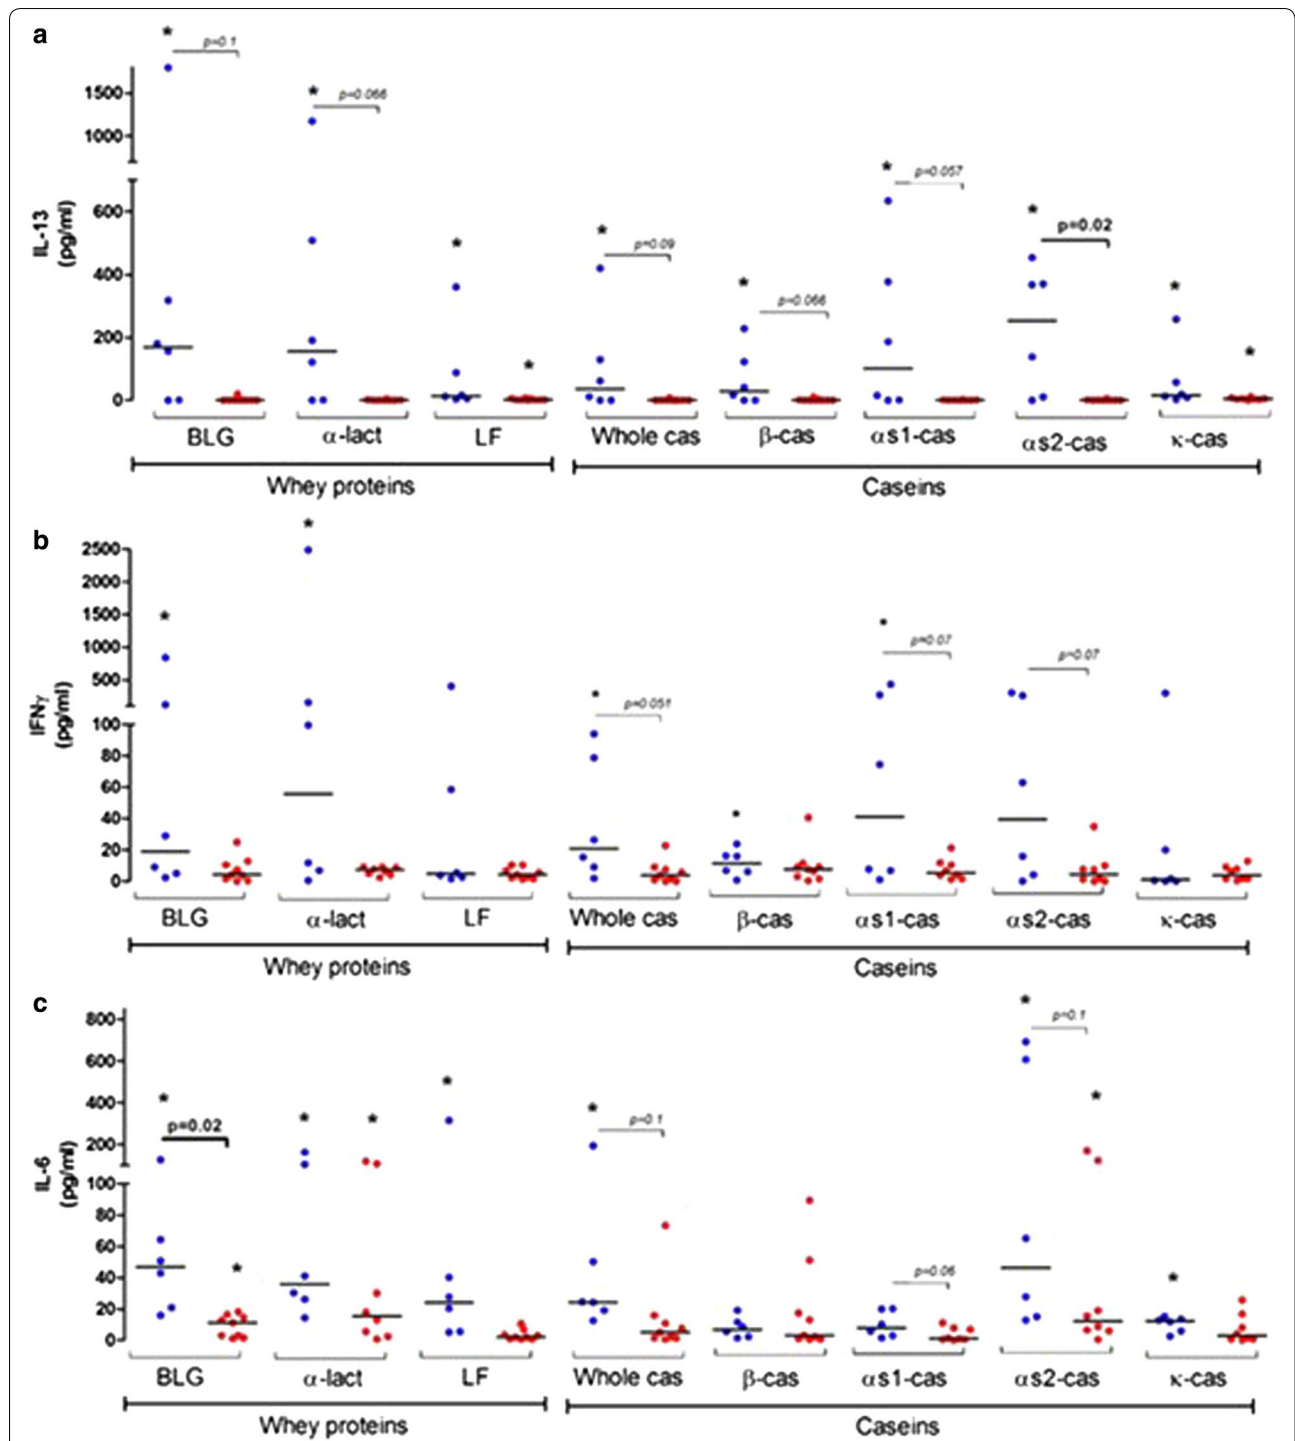 a
*
p=0.1
1500
*
p=0.066
1000
IL-13
(pg/ml)
*
p=0.057
600
*
p=0.02
*
*
p=0.09
400
*
p=0.066
*
200
*
*
0
BLG
α-lact
LF
Whole cas
β-cas
αs1-cas
αs2-cas
κ-cas
Whey proteins
Caseins
b
*
2500
2000
1500
*
*
1000
p=0.07
p=0.07
500
*
p=0.051
IFNγ
(pg/ml)
100
80
60
40
*
20
0
BLG
α-lact
LF
Whole cas
β-cas
αs1-cas
αs2-cas
κ-cas
Whey proteins
Caseins
c
*
800
p=0.1
600
*
400
*
*
*
*
*
p=0.02
p=0.1
200
IL-6
(pg/ml)
100
80
60
*
*
p=0.06
40
20
0
BLG
α-lact
LF
Whole cas
β-cas
αs1-cas
αs2-cas
κ-cas
Whey proteins
Caseins